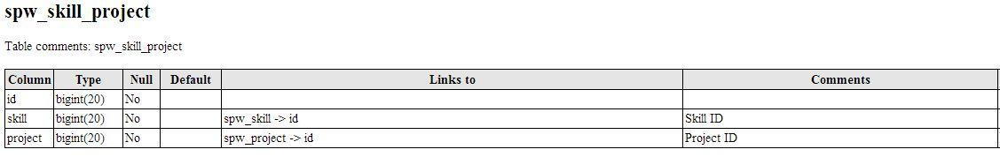 spw_skill_project
Table comments: spw_skill_project
Column Type Null Default Links to Comments
id bigint(20) No
skill bigint(20) No spw_skill -> id Skill ID
project bigint(20) No spw_project -> id Project ID